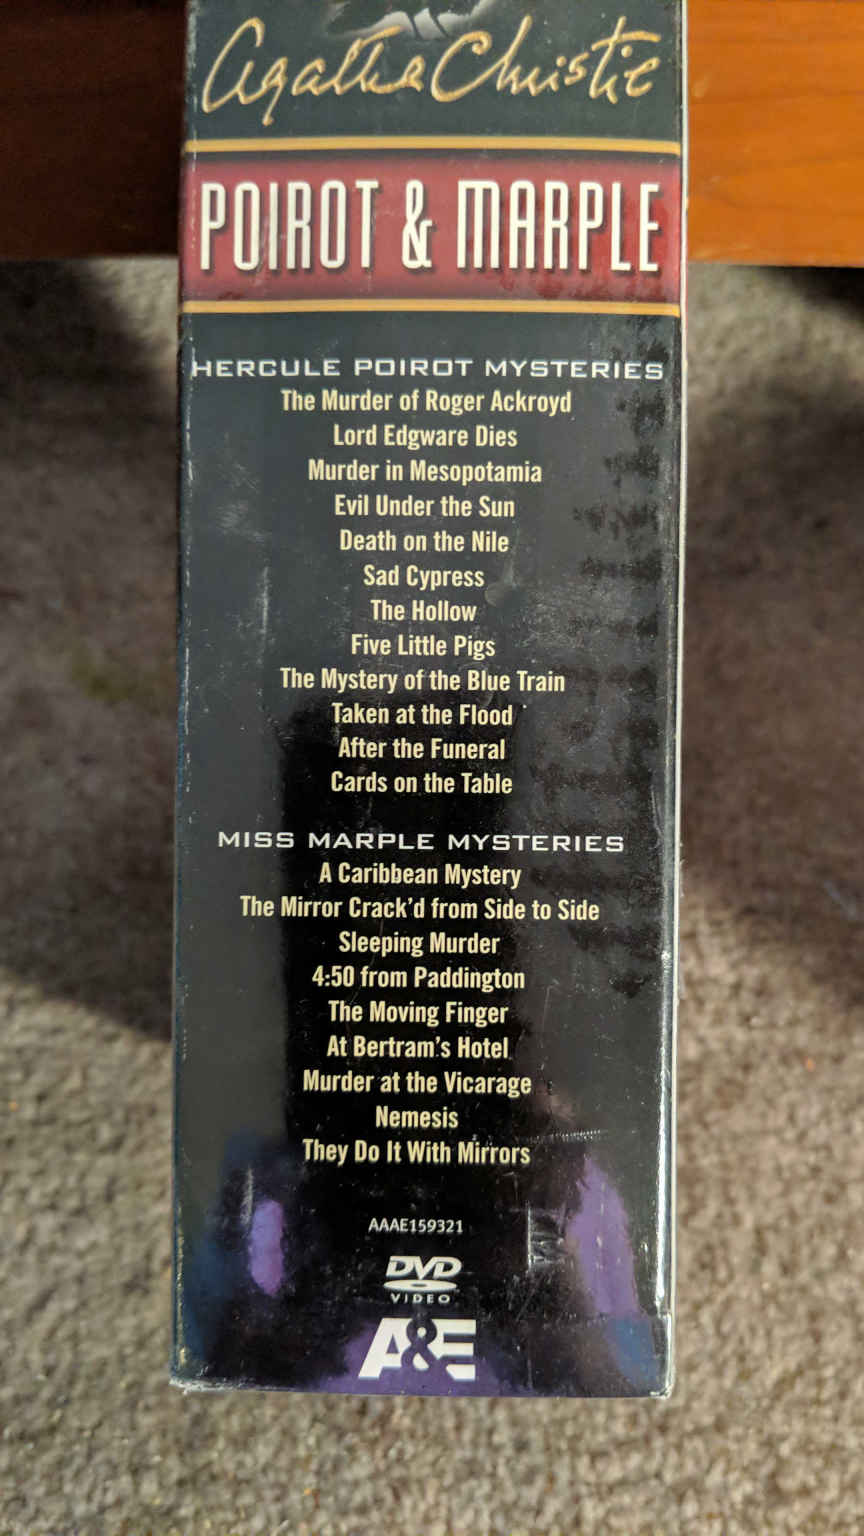 Agatha Christie
POIROT & MARPLE
HERCULE POIROT MYSTERIES
The Murder of Roger Ackroyd
Lord Edgware Dies
Murder in Mesopotamia
Evil Under the Sun
Death on the Nile
Sad Cypress
The Hollow
Five Little Pigs
The Mystery of the Blue Train
Taken at the Flood
After the Funeral
Cards on the Table
MISS MARPLE MYSTERIES
A Caribbean Mystery
The Mirror Crack'd from Side to Side
Sleeping Murder
4:50 from Paddington
The Moving Finger
At Bertram's Hotel
Murder at the Vicarage
Nemesis
They Do It With Mirrors
AAAE159321
DVD
VIDEO
A&E